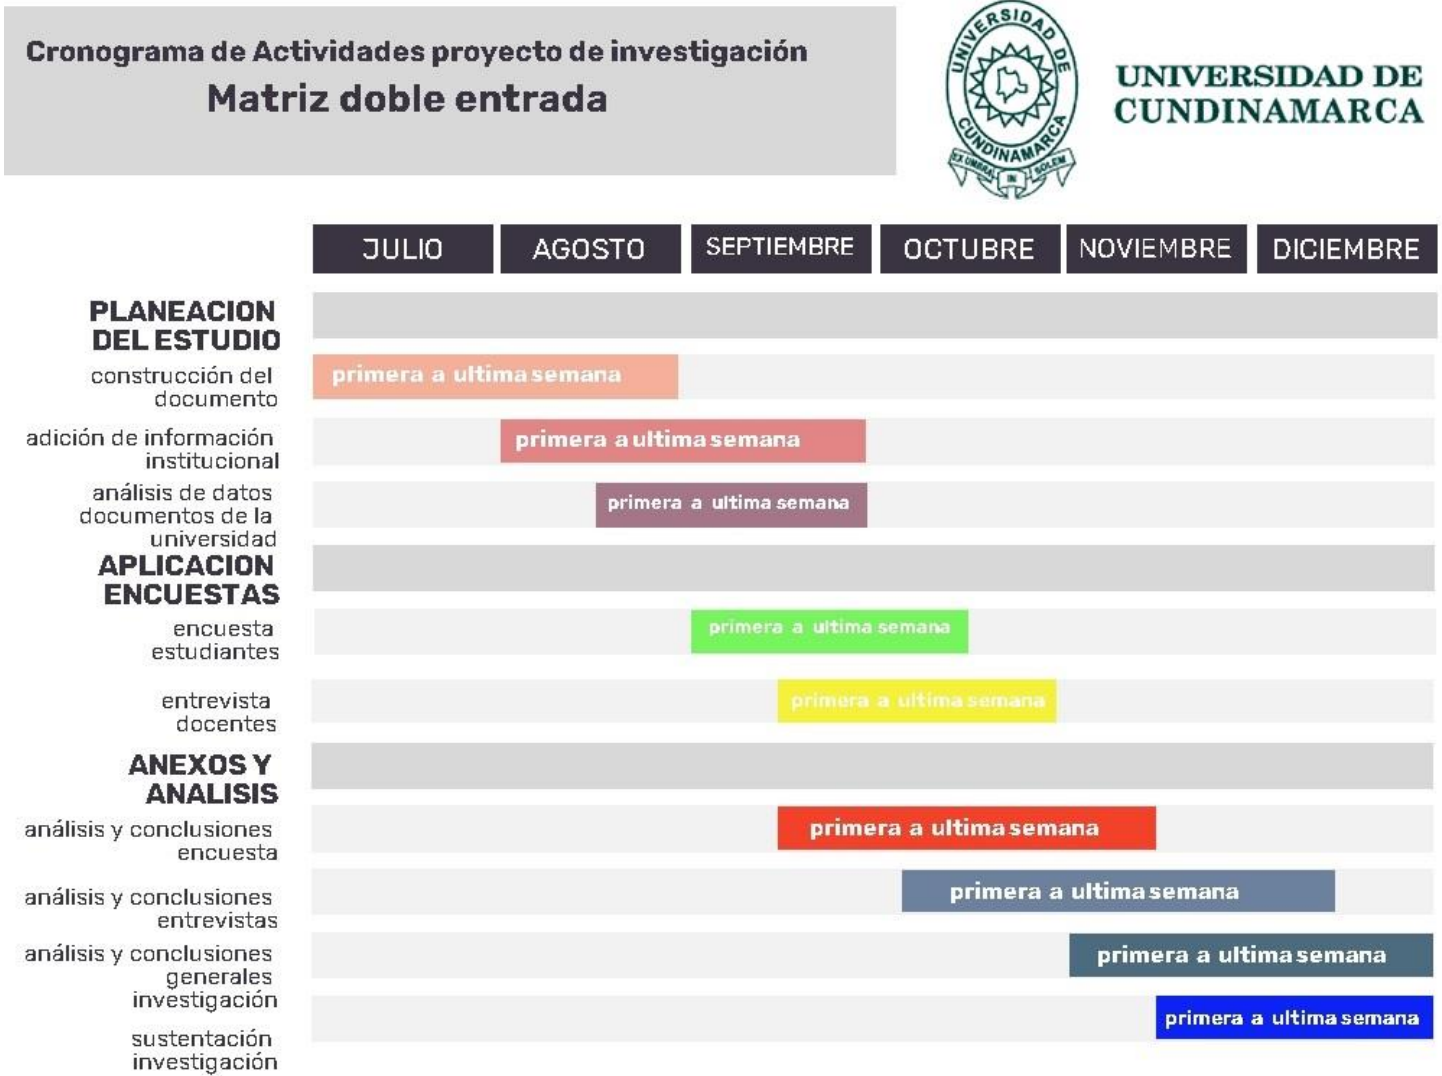 Cronograma de Actividades proyecto de investigación
Matriz doble entrada
UNIVERSIDAD DE
CUNDINAMARCA
EX UMBRA
IN
SOLEM
UNIVERSIDAD DE
CUNDINAMARCA
JULIO
AGOSTO
SEPTIEMBRE
OCTUBRE
NOVIEMBRE
DICIEMBRE
PLANEACION
DEL ESTUDIO
construcción del
documento
primera a ultima semana
adición de información
institucional
primera a ultima semana
análisis de datos
documentos de la
universidad
primera a ultima semana
APLICACION
ENCUESTAS
encuesta
estudiantes
primera a ultima semana
entrevista
docentes
primera a ultima semana
ANEXOS Y
ANALISIS
análisis y conclusiones
encuesta
primera a ultima semana
análisis y conclusiones
entrevistas
primera a ultima semana
análisis y conclusiones
generales
investigación
primera a ultima semana
sustentación
investigación
primera a ultima semana